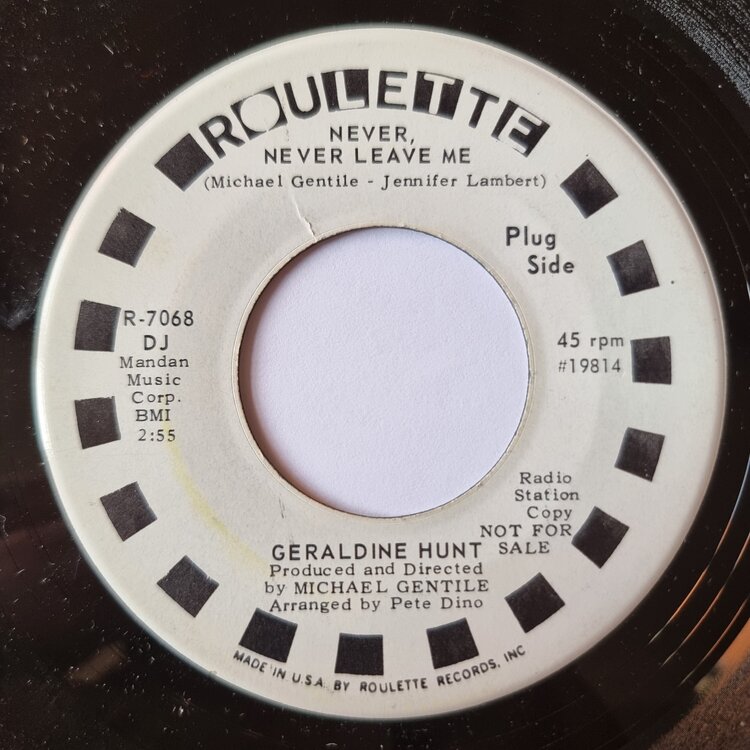 ROULETTE
NEVER,
NEVER LEAVE ME
(Michael Gentile - Jennifer Lambert)
Plug
Side
R-7068
DJ
Mandan
Music
Corp.
BMI
2:55
45 rpm
#19814
Radio
Station
Copy
NOT FOR
SALE
GERALDINE HUNT
Produced and Directed
by MICHAEL GENTILE
Arranged by Pete Dino
MADE IN U.S.A. BY ROULETTE RECORDS, INC